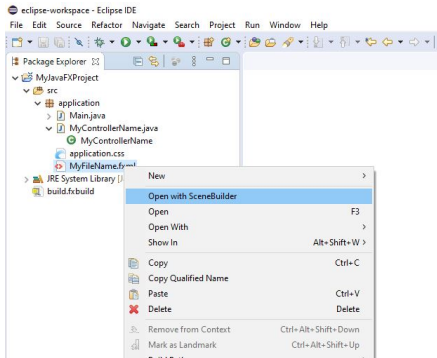 eclipse-workspace - Eclipse IDE
File Edit Source Refactor Navigate Search Project Run Window Help
Package Explorer
MyJavaFXProject
src
application
Main.java
MyControllerName.java
MyControllerName
application.css
MyFileName.fxml
JRE System Library
build.fxbuild
New
Open with SceneBuilder
Open F3
Open With
Show In Alt+Shift+W
Copy Ctrl+C
Copy Qualified Name
Paste Ctrl+V
Delete Delete
Remove from Context Ctrl+Alt+Shift+Down
Mark as Landmark Ctrl+Alt+Shift+Up